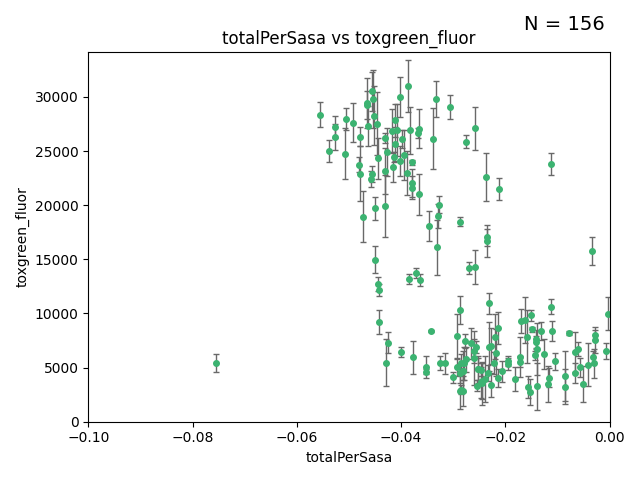 N = 156
totalPerSasa vs toxgreen_fluor
30000
25000
20000
15000
10000
5000
0
toxgreen_fluor
−0.10 −0.08 −0.06 −0.04 −0.02 0.00
totalPerSasa